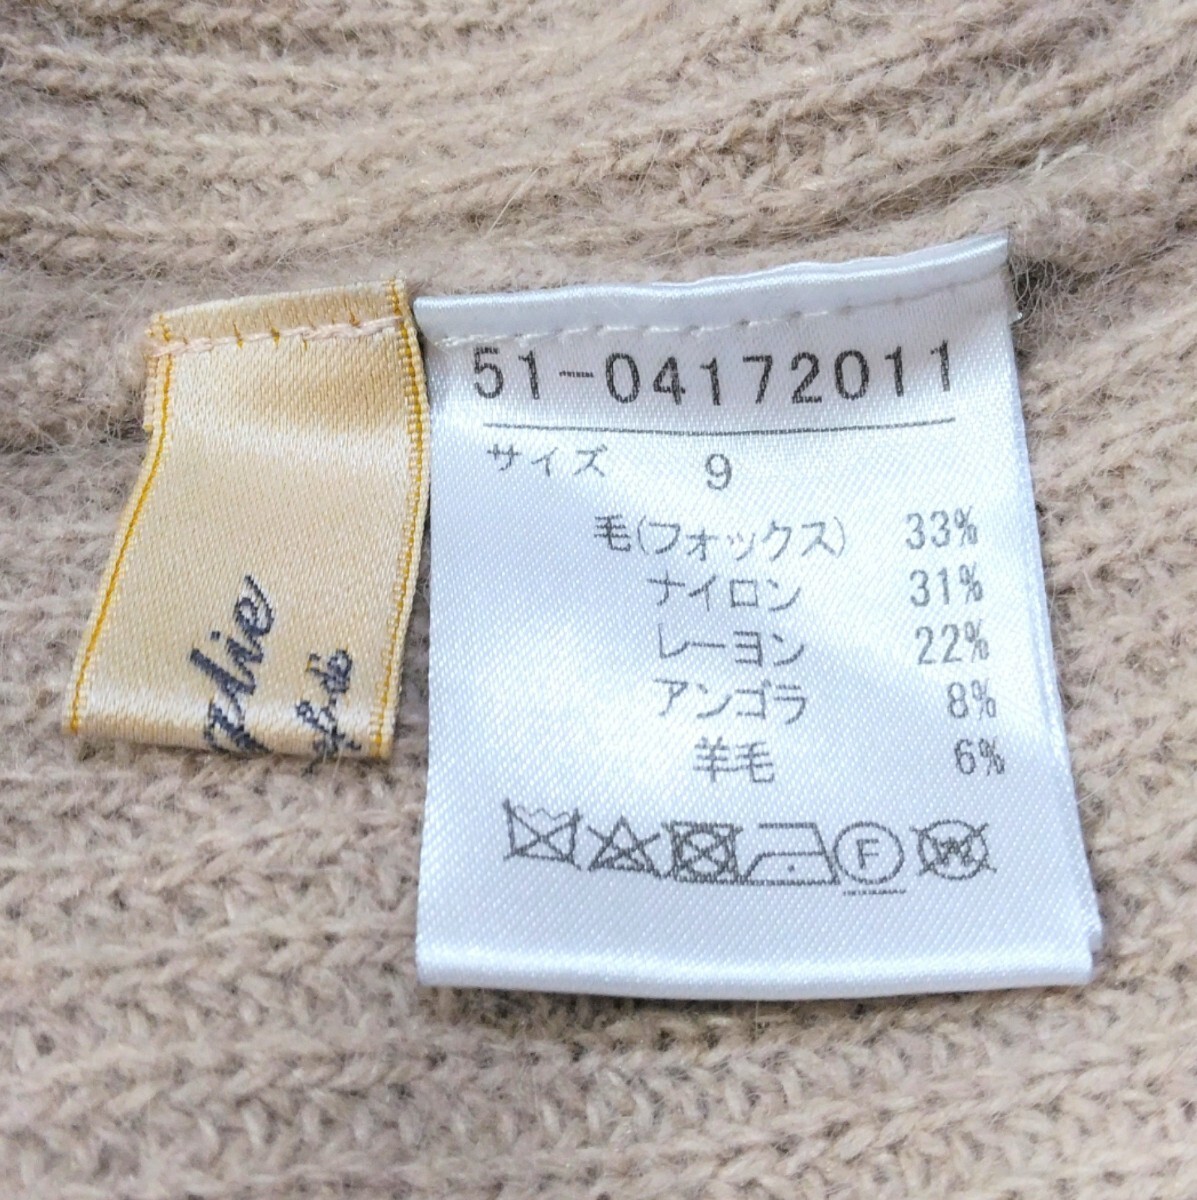 51-04172011
サイズ 9
毛(フォックス) 33%
ナイロン 31%
レーヨン 22%
アンゴラ 8%
羊毛 6%
F
W